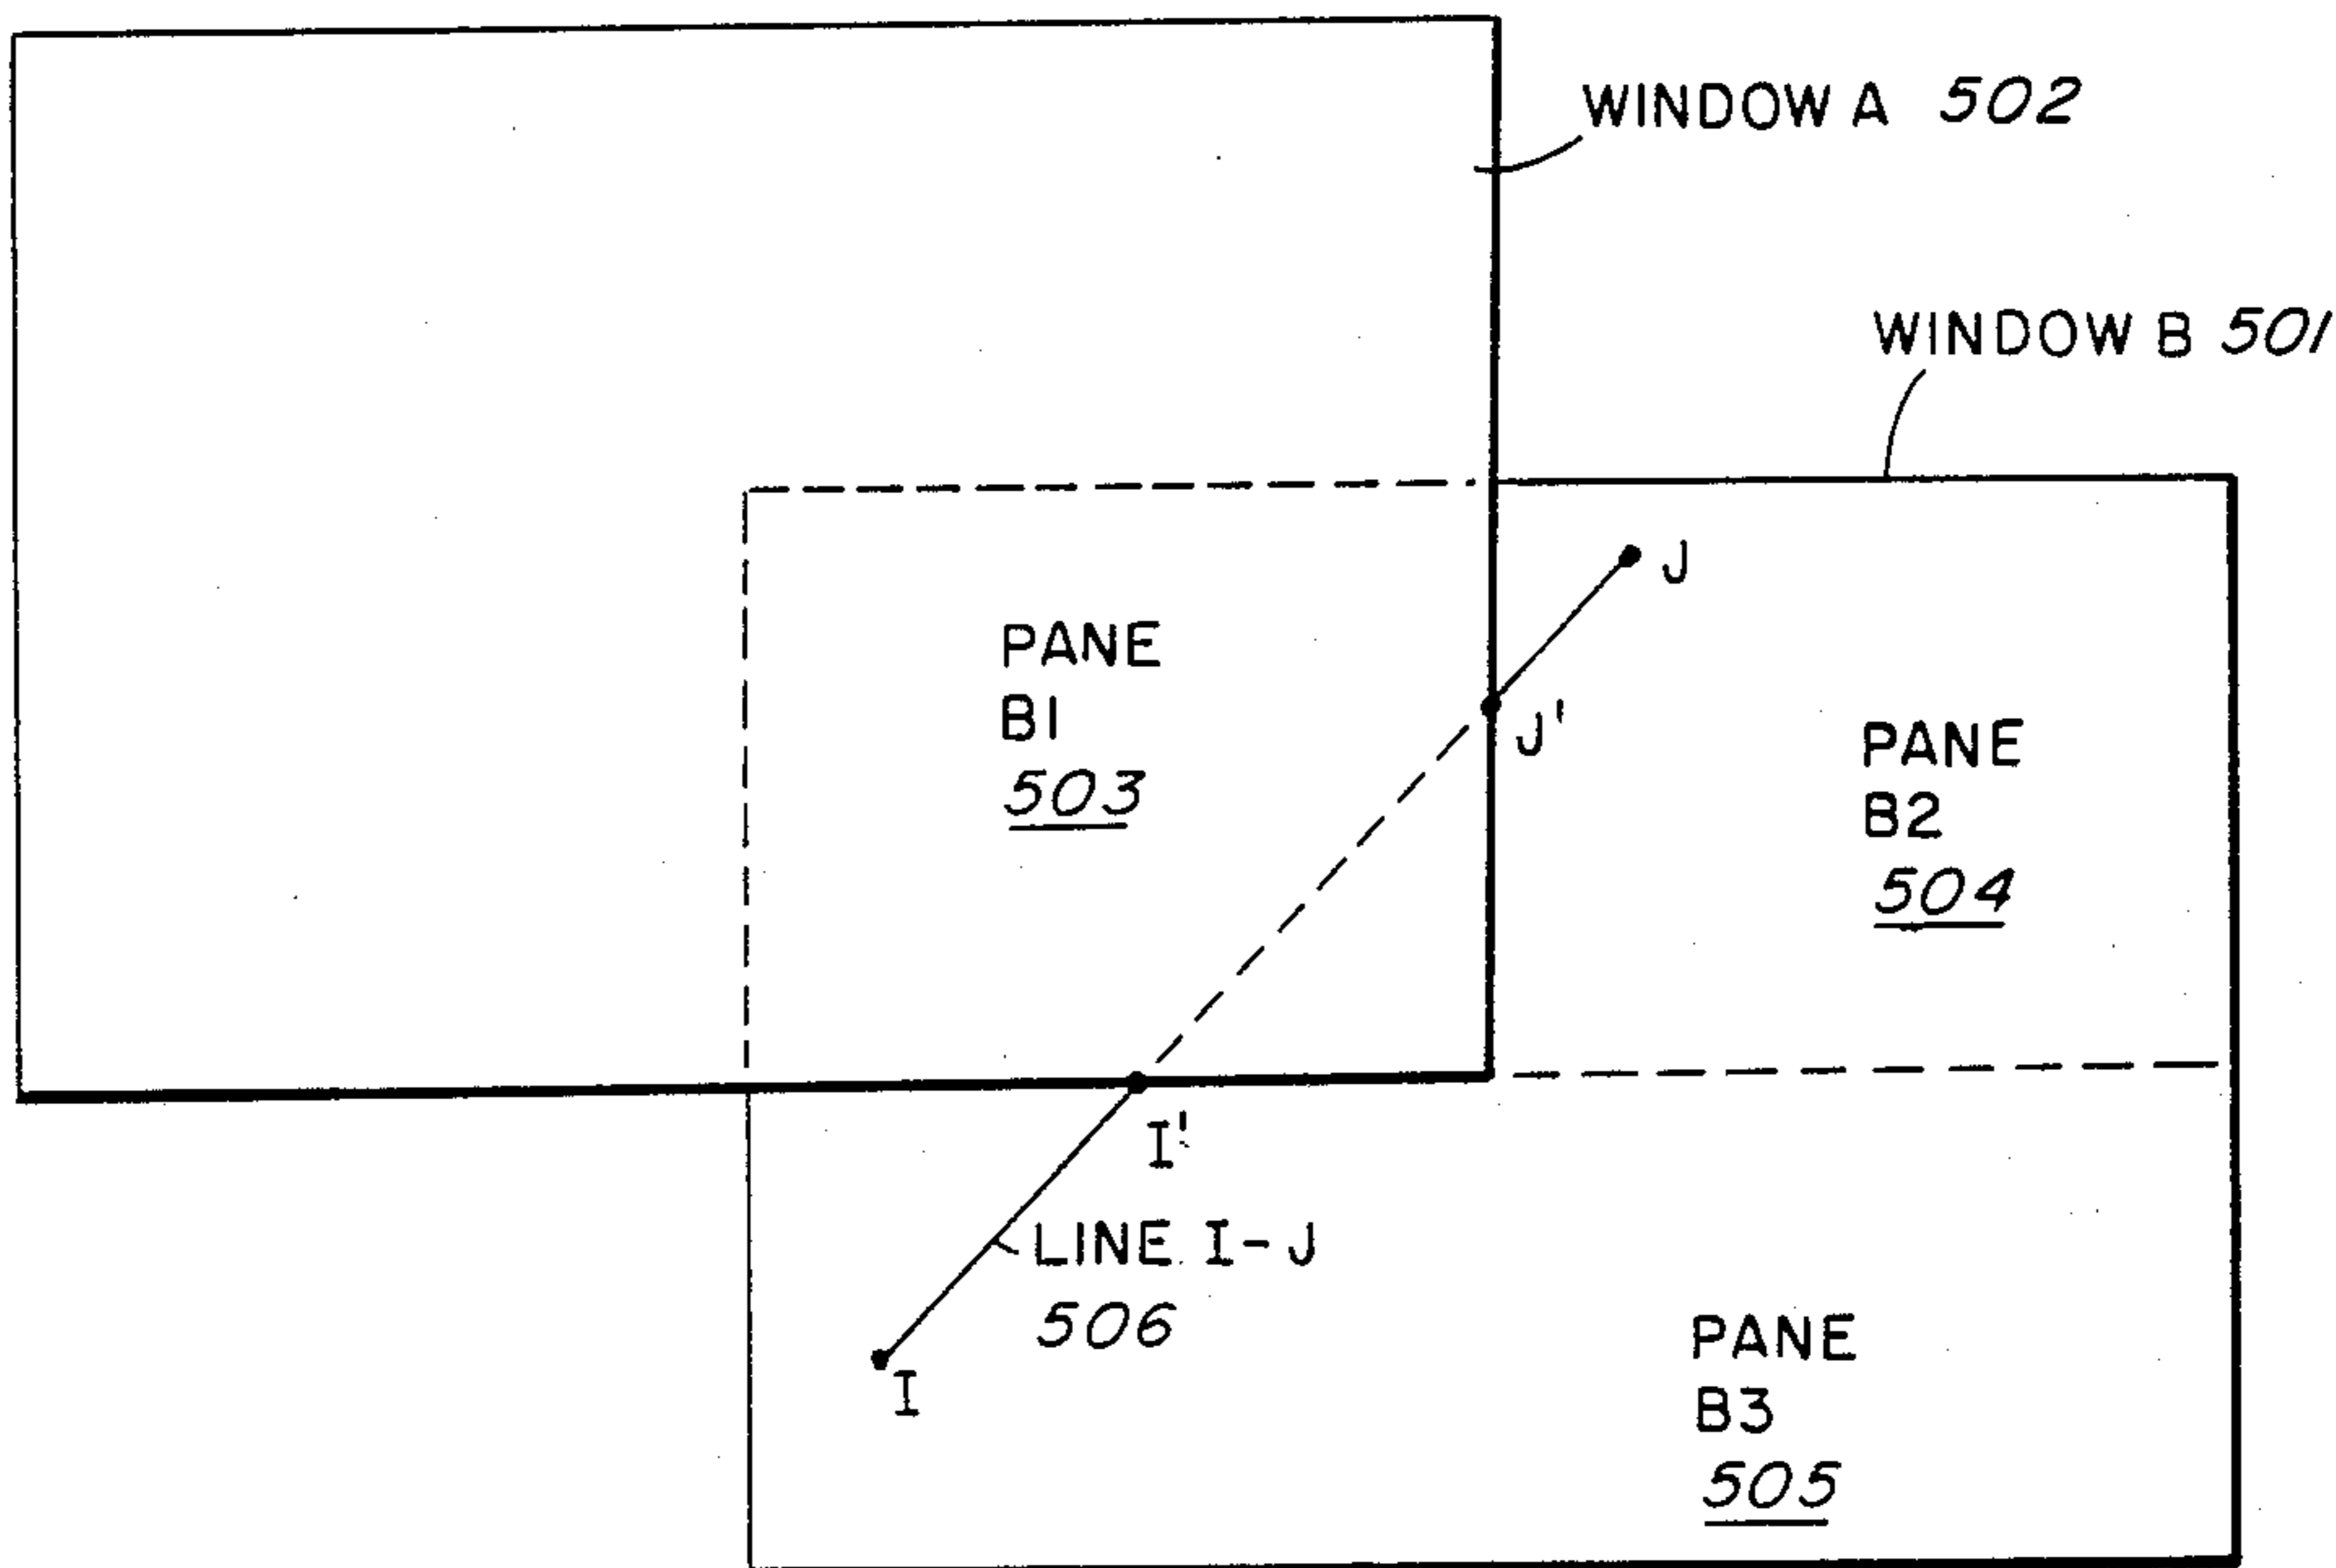 WINDOW A 502
WINDOW B 501
J
PANE
B1
503
J'
PANE
B2
504
I'
LINE I-J
506
PANE
B3
505
I